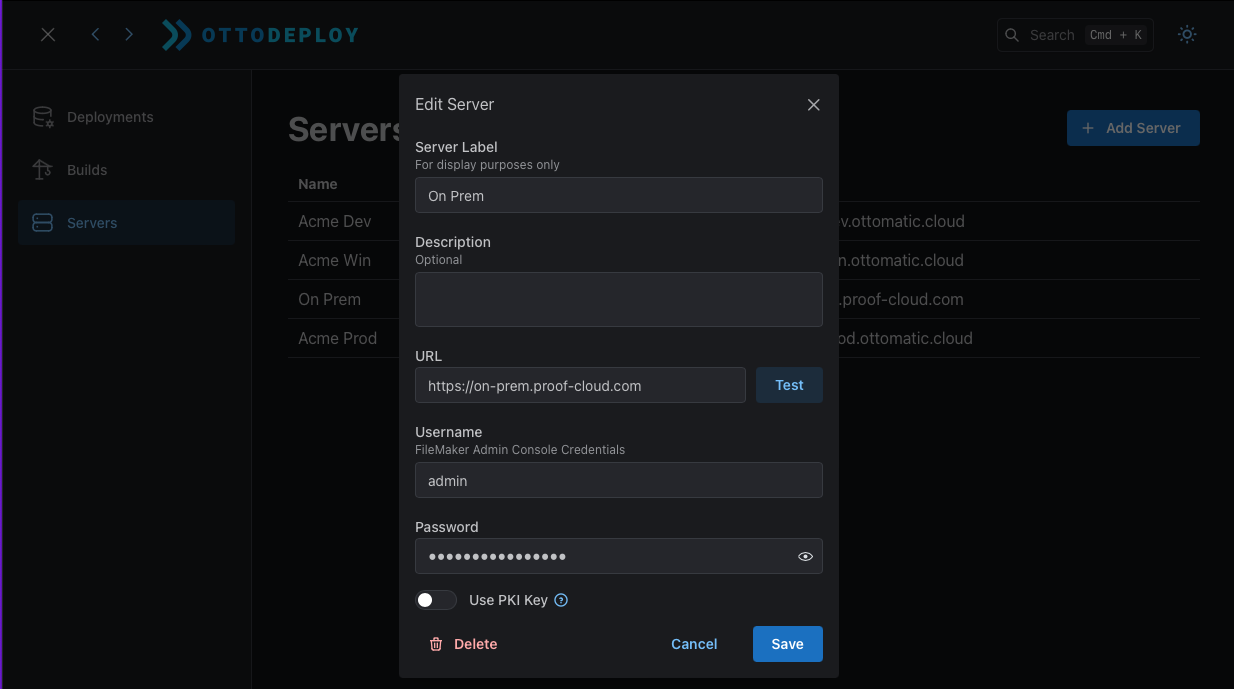 OTTODEPLOY
Search Cmd + K
Deployments
Builds
Servers
Servers
Add Server
Name
Acme Dev
v.ottomatic.cloud
Acme Win
n.ottomatic.cloud
On Prem
.proof-cloud.com
Acme Prod
od.ottomatic.cloud
Edit Server
Server Label
For display purposes only
On Prem
Description
Optional
URL
https://on-prem.proof-cloud.com
Test
Username
FileMaker Admin Console Credentials
admin
Password
••••••••••••••••
Use PKI Key
Delete
Cancel
Save